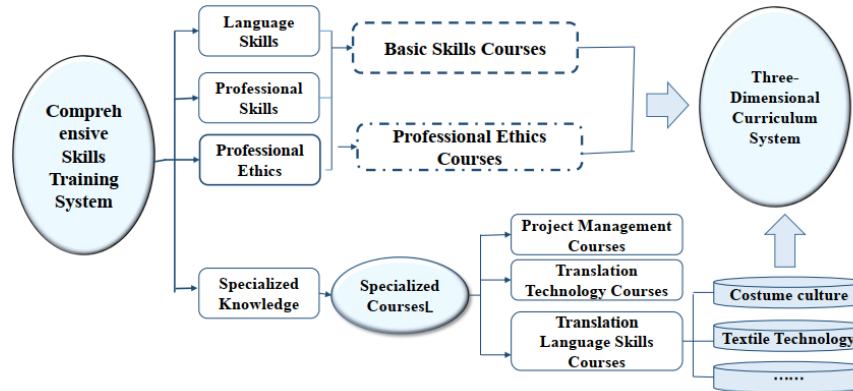 Compreh
ensive
Skills
Training
System
Language
Skills
Professional
Skills
Professional
Ethics
Specialized
Knowledge
Basic Skills Courses
Professional Ethics
Courses
Specialized
CoursesL
Project Management
Courses
Translation
Technology Courses
Translation
Language Skills
Courses
Three-
Dimensional
Curriculum
System
Costume culture
Textile Technology
……